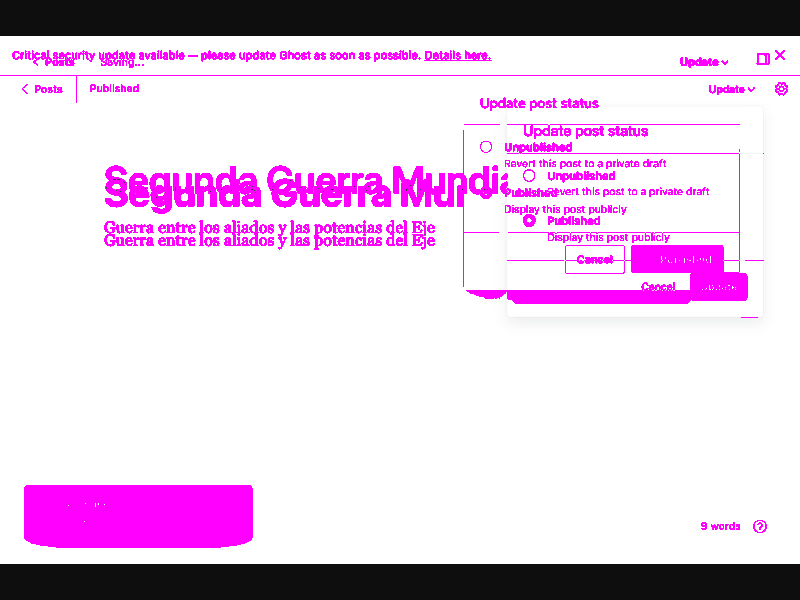 Critical security update available — please update Ghost as soon as possible. Details here.
Posts
Saving...
Update
Posts
Published
Update
Update post status
Update post status
Unpublished
Revert this post to a private draft
Unpublished
Revert this post to a private draft
Published
Display this post publicly
Published
Display this post publicly
Segunda Guerra Mundia
Segunda Guerra Mun
Guerra entre los aliados y las potencias del Eje
Guerra entre los aliados y las potencias del Eje
Cancel
Cancel
Update
9 words